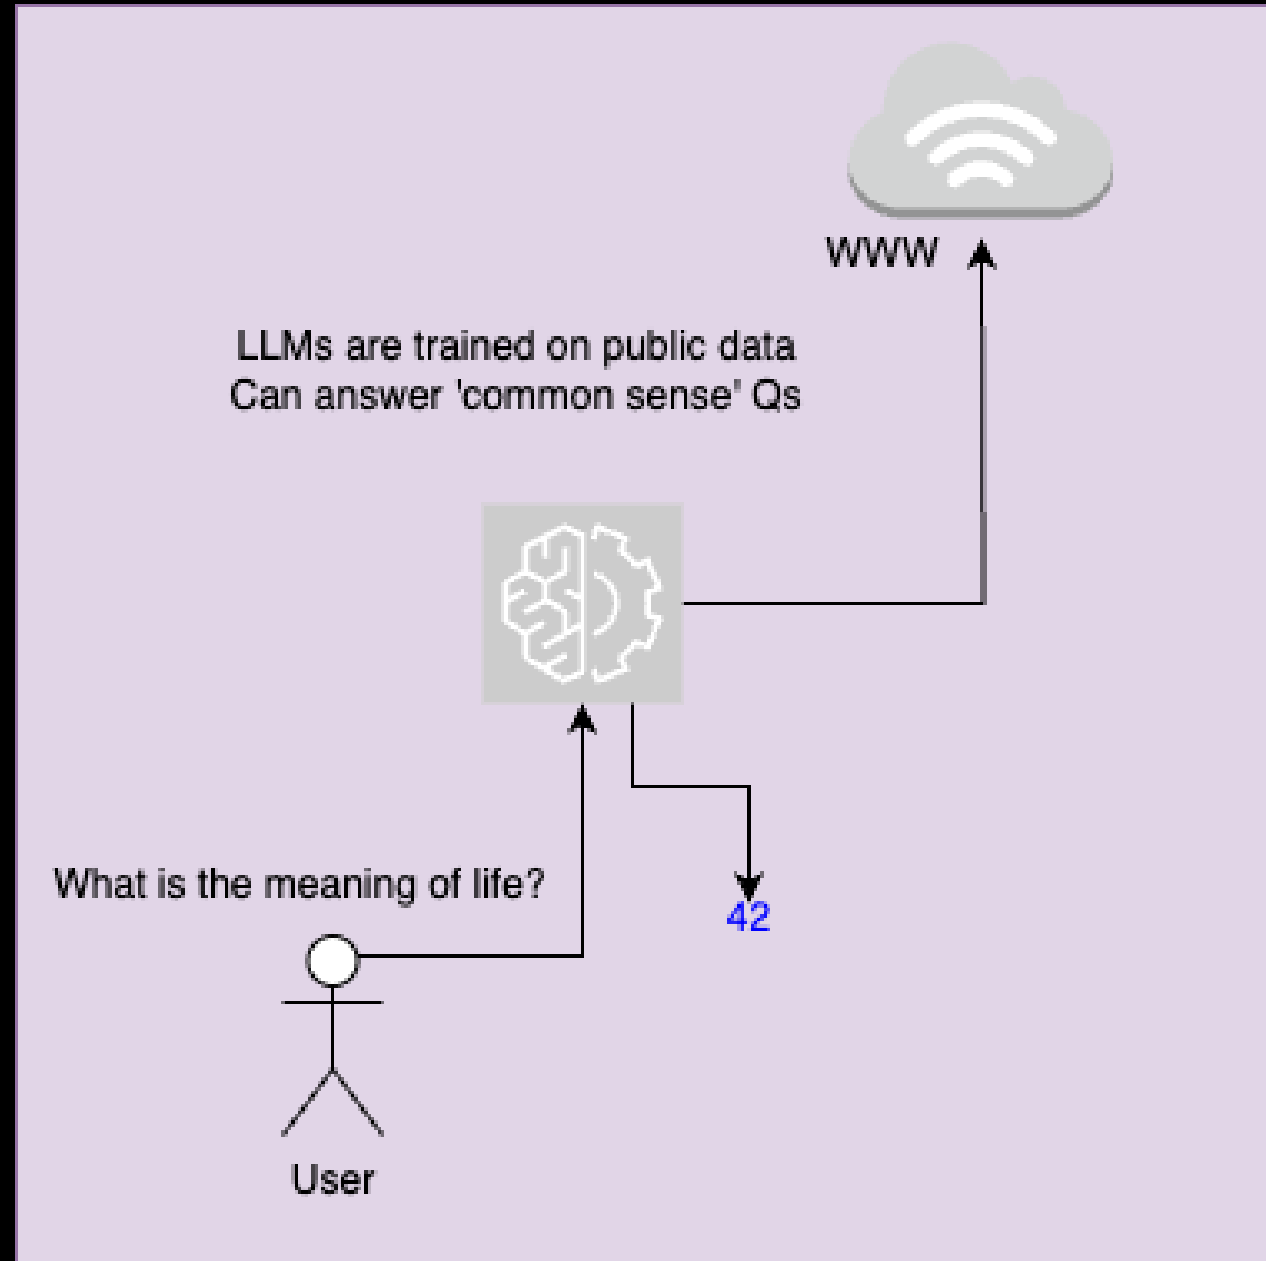 WWW
LLMs are trained on public data
Can answer 'common sense' Qs
What is the meaning of life?
42
User